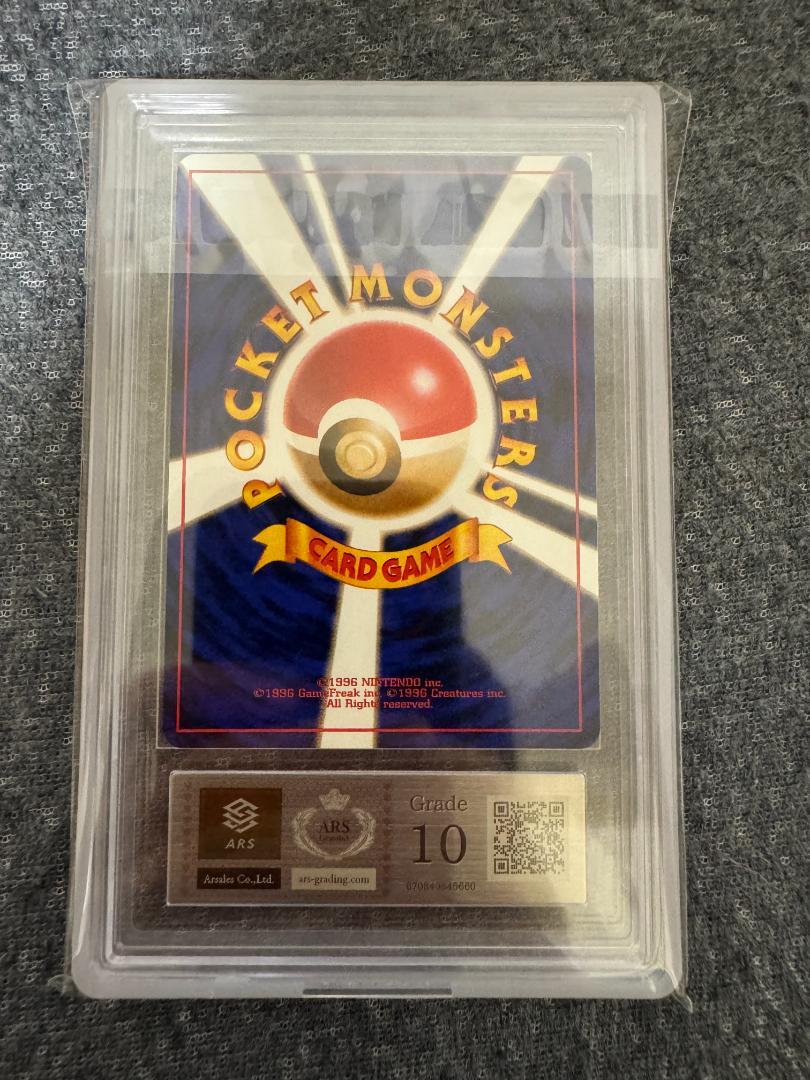 POCKET MONSTERS
CARD GAME
©1996 NINTENDO inc.
©1996 GameFreak inc. ©1996 Creatures inc.
All Rights reserved.
ARS
Arsales Co.,Ltd.
ARS
ars-grading.com
Grade
10